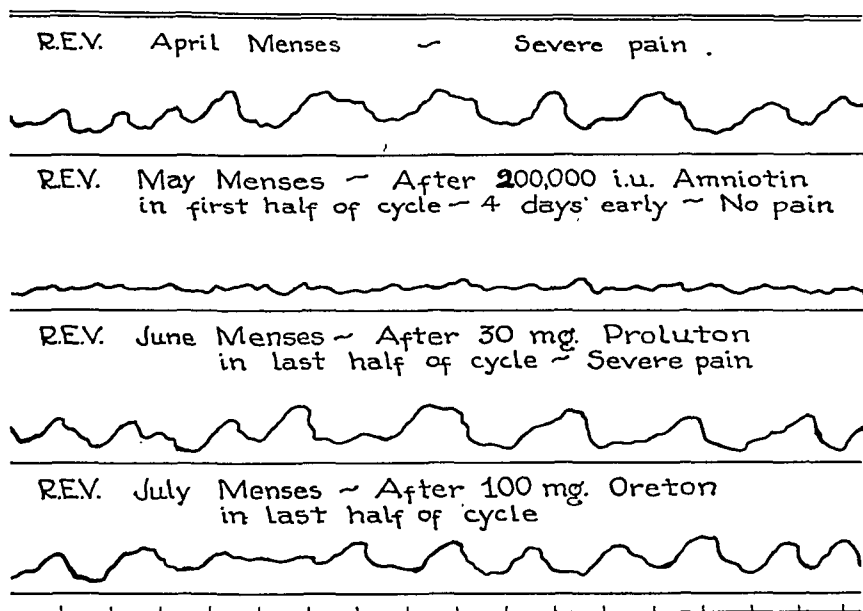 R.E.V. April Menses ~ Severe pain.
R.E.V. May Menses ~ After 200,000 i.u. Amniotin
in first half of cycle ~ 4 days early ~ No pain
R.E.V. June Menses ~ After 30 mg. Proluton
in last half of cycle ~ Severe pain
R.E.V. July Menses ~ After 100 mg. Oreton
in last half of cycle